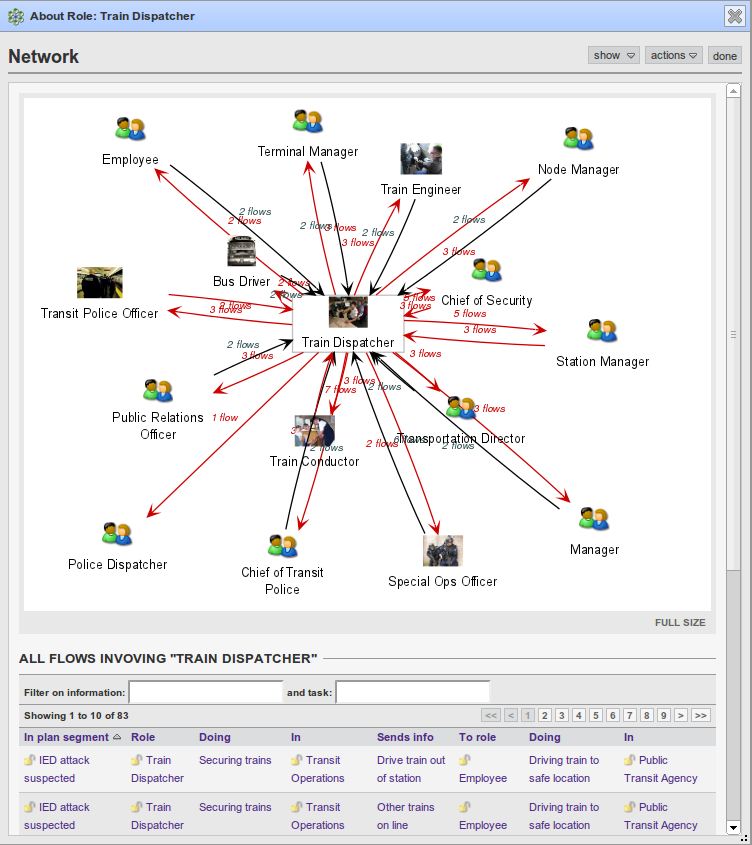 About Role: Train Dispatcher
Network
show
actions
done
Employee
Terminal Manager
Train Engineer
Node Manager
2 flows
2 flows
2 flows
3 flows
2 flows
3 flows
2 flows
3 flows
Bus Driver
2 flows
2 flows
Chief of Security
5 flows
3 flows
Transit Police Officer
2 flows
3 flows
Train Dispatcher
5 flows
3 flows
Station Manager
2 flows
3 flows
3 flows
Public Relations
Officer
3 flows
7 flows
2 flows
3 flows
1 flow
Train Conductor
2 flows
2 flows
Transportation Director
2 flows
Police Dispatcher
Chief of Transit
Police
Special Ops Officer
Manager
FULL SIZE
ALL FLOWS INVOVING "TRAIN DISPATCHER"
Filter on information:
and task:
Showing 1 to 10 of 83
<< < 1 2 3 4 5 6 7 8 9 > >>
In plan segment Role Doing In Sends info To role Doing In
IED attack Train Securing trains Transit Drive train out Driving train to Public
suspected Dispatcher Operations of station Employee safe location Transit Agency
IED attack Train Securing trains Transit Other trains Driving train to Public
suspected Dispatcher Operations on line Employee safe location Transit Agency